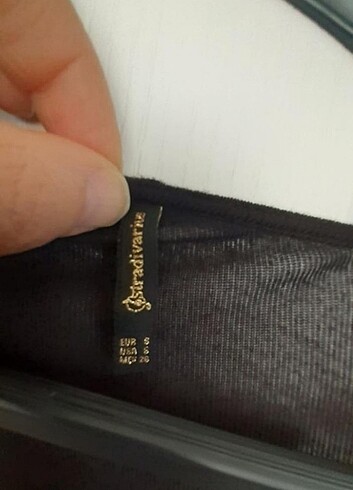 stradivarius
EUR S
USA S
MEX 26